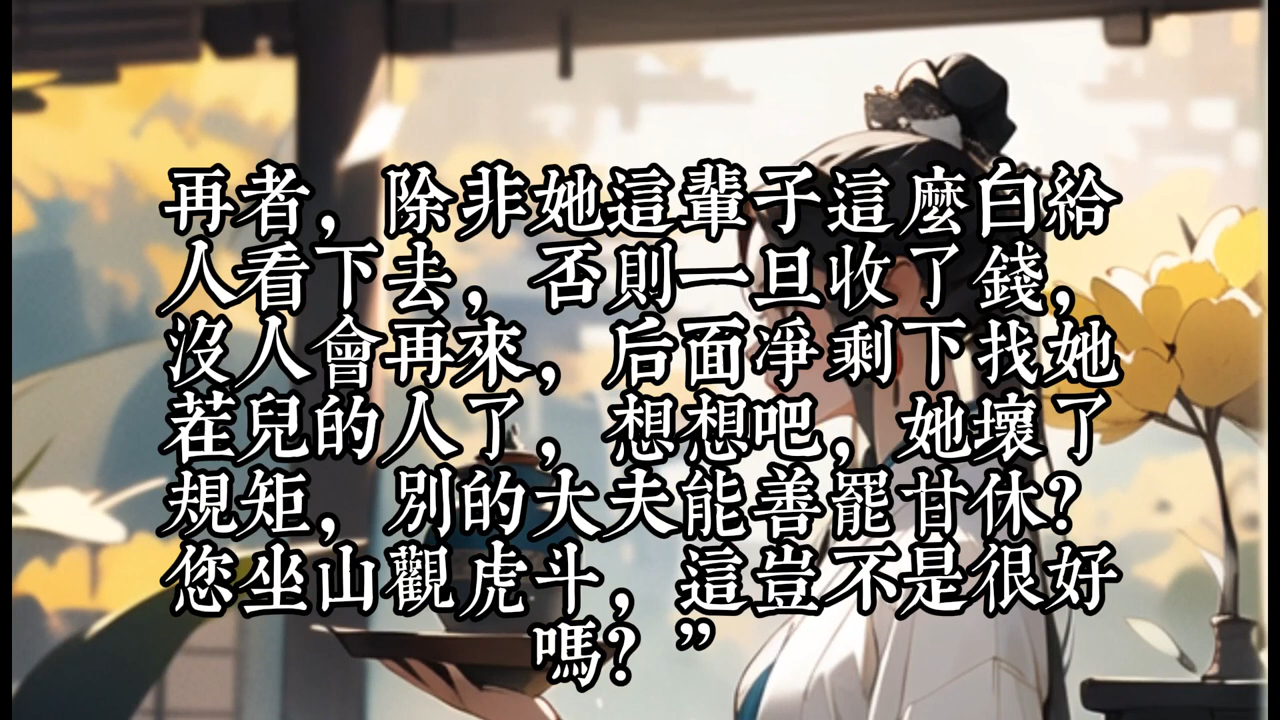 再者，除非她這輩子這麼白給
人看下去，否則一旦收了錢，
沒人會再來，后面凈剩下找她
茬兒的人了，想想吧，她壞了
規矩，別的大夫能善罷甘休？
您坐山觀虎斗，這豈不是很好
嗎？”